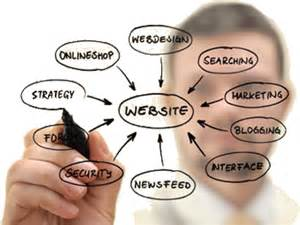 WEBDESIGN
ONLINESHOP
SEARCHING
STRATEGY
MARKETING
WEBSITE
BLOGGING
SECURITY
INTERFACE
NEWSFEED